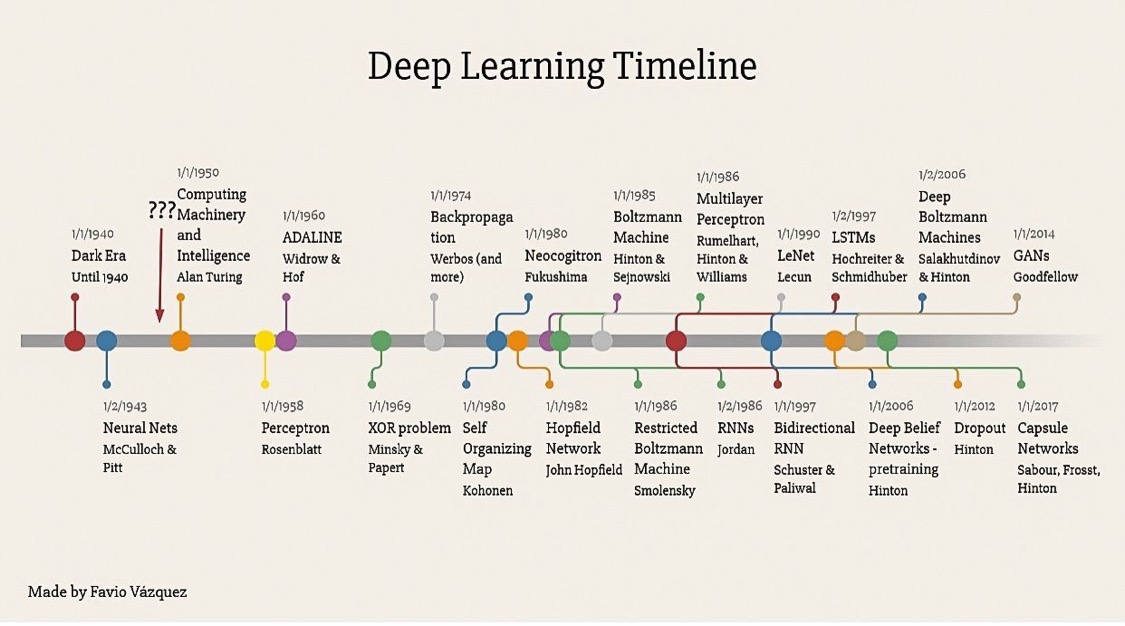 Deep Learning Timeline
1/1/1940
Dark Era
Until 1940
???
1/1/1950
Computing
Machinery
and
Intelligence
Alan Turing
1/1/1960
ADALINE
Widrow &
Hof
1/1/1974
Backpropaga
tion
Werbos (and
more)
1/1/1980
Neocogitron
Fukushima
1/1/1985
Boltzmann
Machine
Hinton &
Sejnowski
1/1/1986
Multilayer
Perceptron
Rumelhart,
Hinton &
Williams
1/1/1990
LeNet
Lecun
1/2/1997
LSTMs
Hochreiter &
Schmidhuber
1/2/2006
Deep
Boltzmann
Machines
Salakhutdinov
& Hinton
1/1/2014
GANs
Goodfellow
1/2/1943
Neural Nets
McCulloch &
Pitt
1/1/1958
Perceptron
Rosenblatt
1/1/1969
XOR problem
Minsky &
Papert
1/1/1980
Self
Organizing
Map
Kohonen
1/1/1982
Hopfield
Network
John Hopfield
1/1/1986
Restricted
Boltzmann
Machine
Smolensky
1/2/1986
RNNs
Jordan
1/1/1997
Bidirectional
RNN
Schuster &
Paliwal
1/1/2006
Deep Belief
Networks -
pretraining
Hinton
1/1/2012
Dropout
Hinton
1/1/2017
Capsule
Networks
Sabour, Frosst,
Hinton
Made by Favio Vázquez